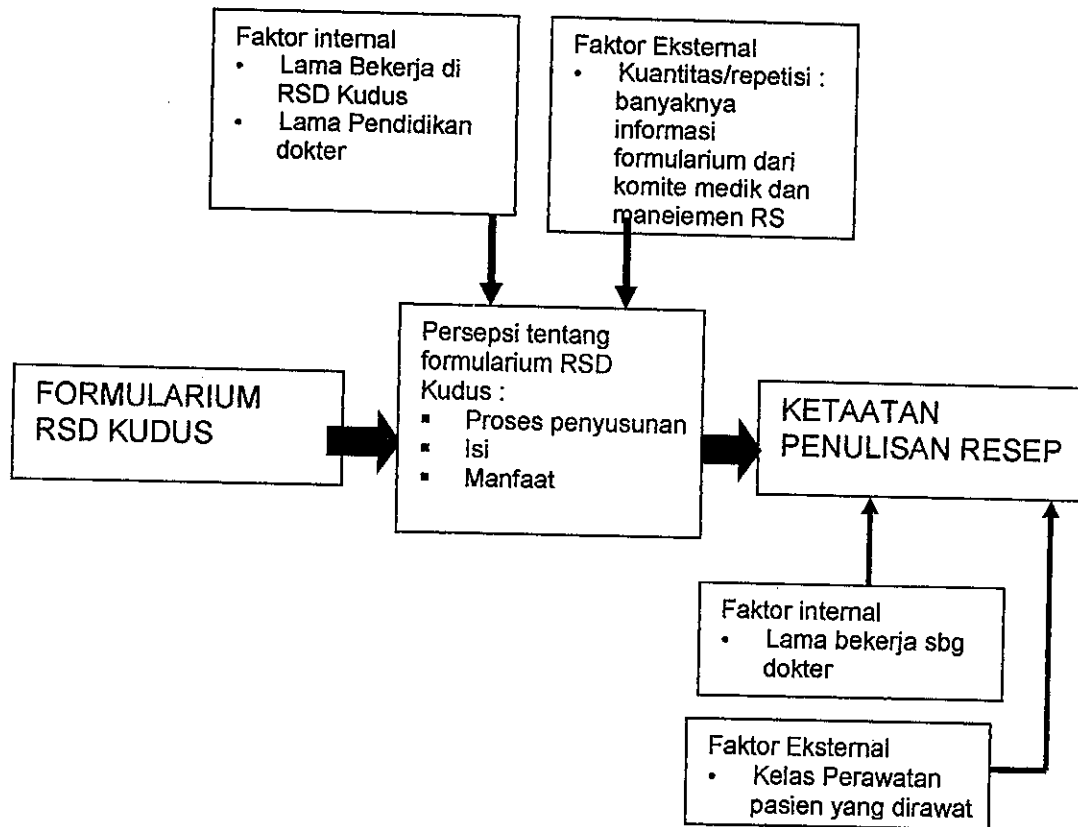 Faktor internal
• Lama Bekerja di
RSD Kudus
• Lama Pendidikan
dokter
Faktor Eksternal
• Kuantitas/repetisi :
banyaknya
informasi
formularium dari
komite medik dan
manejemen RS
FORMULARIUM
RSD KUDUS
Persepsi tentang
formularium RSD
Kudus :
▪ Proses penyusunan
▪ Isi
▪ Manfaat
KETAATAN
PENULISAN RESEP
Faktor internal
• Lama bekerja sbg
dokter
Faktor Eksternal
• Kelas Perawatan
pasien yang dirawat